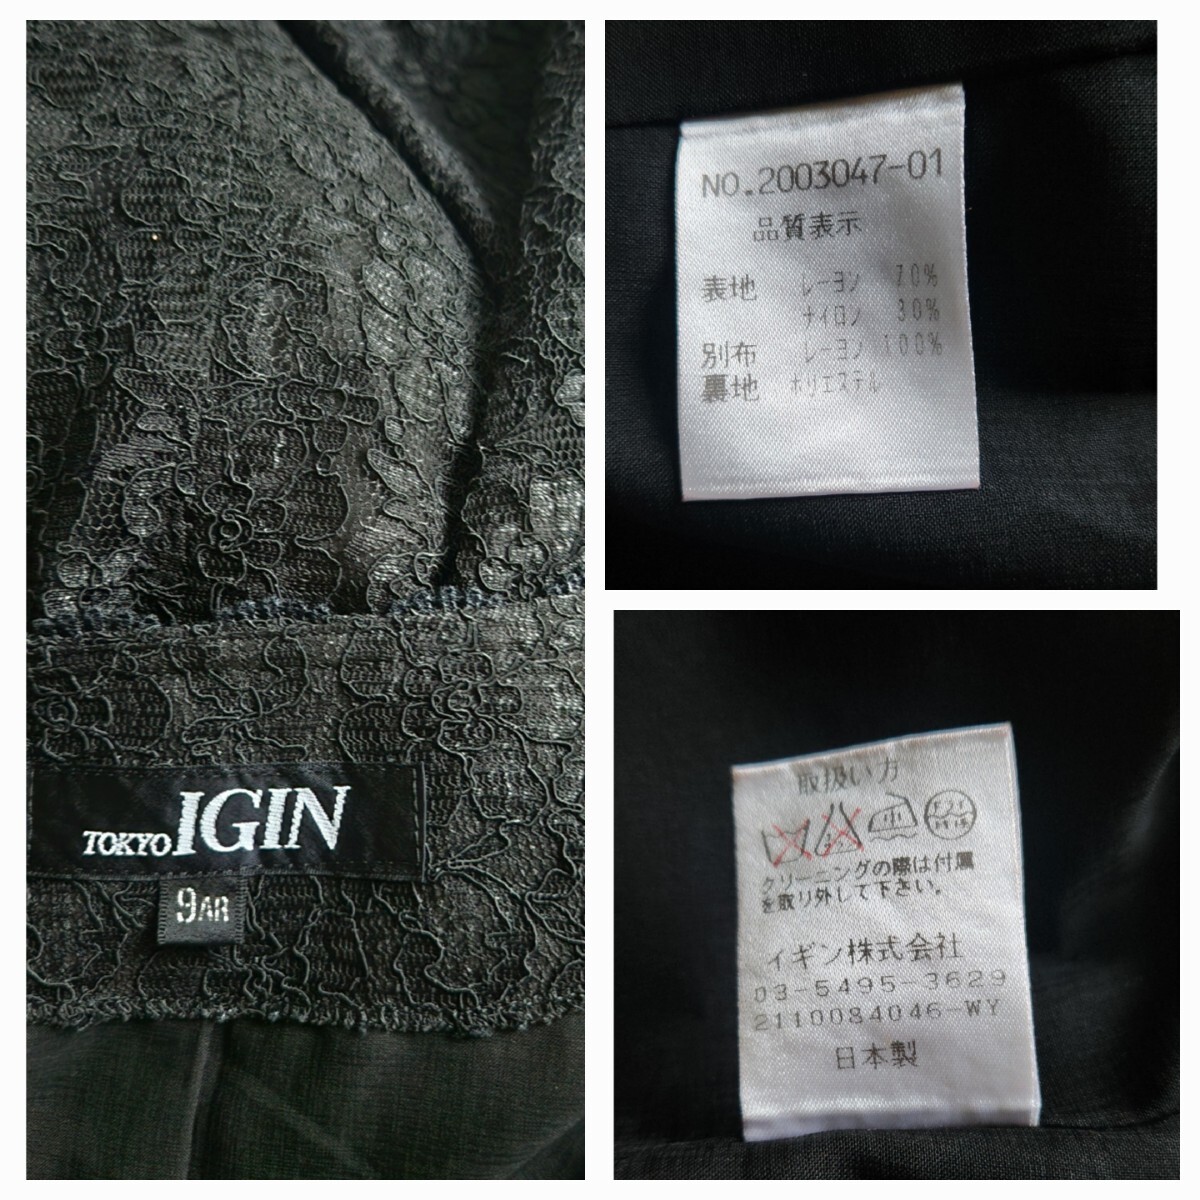 TOKYO IGIN
9AR
NO.2003047-01
品質表示
表地 レーヨン 70%
ナイロン 30%
別布 レーヨン 100%
裏地 ポリエステル
取扱い方
中
ドライ
クリーニングの際は付属
を取り外して下さい。
イギン株式会社
03-5495-3629
2110084046-WY
日本製